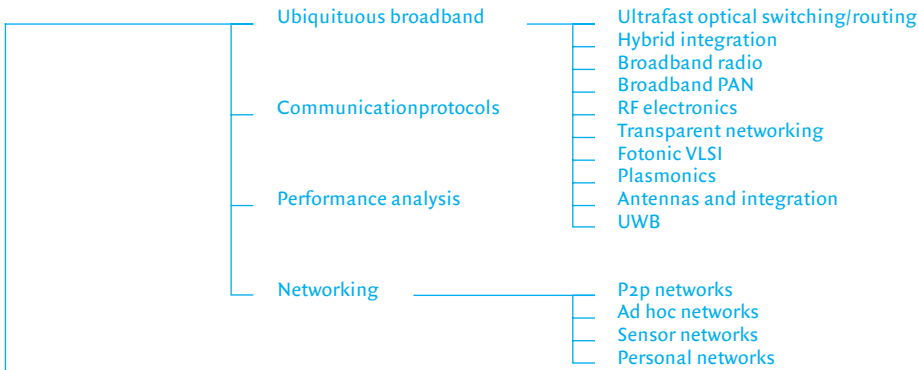 Ubiquituous broadband
Ultrafast optical switching/routing
Hybrid integration
Broadband radio
Broadband PAN
Communicationprotocols
RF electronics
Transparent networking
Fotonic VLSI
Plasmonics
Performance analysis
Antennas and integration
UWB
Networking
P2p networks
Ad hoc networks
Sensor networks
Personal networks